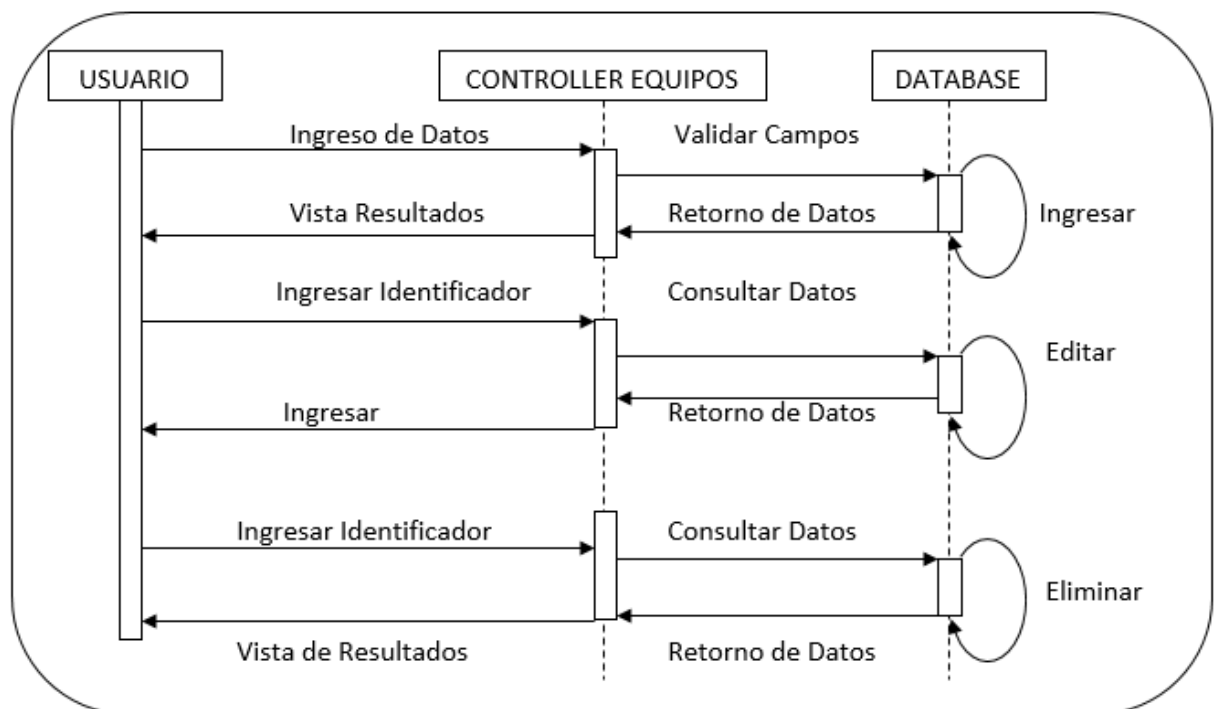 USUARIO
CONTROLLER EQUIPOS
DATABASE
Ingreso de Datos
Validar Campos
Vista Resultados
Retorno de Datos
Ingresar
Ingresar Identificador
Consultar Datos
Editar
Ingresar
Retorno de Datos
Ingresar Identificador
Consultar Datos
Eliminar
Vista de Resultados
Retorno de Datos